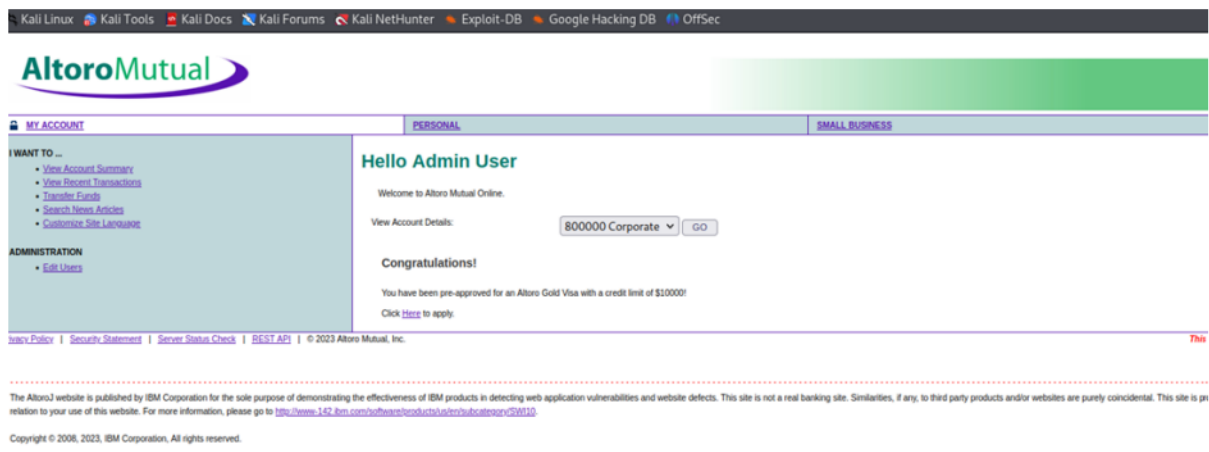 Kali Linux Kali Tools Kali Docs Kali Forums Kali NetHunter Exploit-DB Google Hacking DB OffSec
AltoroMutual
MY ACCOUNT PERSONAL SMALL BUSINESS
I WANT TO ...
View Account Summary
View Recent Transactions
Transfer Funds
Search News Articles
Customize Site Language
ADMINISTRATION
Edit Users
Hello Admin User
Welcome to Altoro Mutual Online.
View Account Details: 800000 Corporate GO
Congratulations!
You have been pre-approved for an Altoro Gold Visa with a credit limit of $10000!
Click Here to apply.
ivacy Policy | Security Statement | Server Status Check | REST API | © 2023 Altoro Mutual, Inc. This
The AltoroJ website is published by IBM Corporation for the sole purpose of demonstrating the effectiveness of IBM products in detecting web application vulnerabilities and website defects. This site is not a real banking site. Similarities, if any, to third party products and/or websites are purely coincidental. This site is
relation to your use of this website. For more information, please go to http://www-142.ibm.com/software/products/us/en/subcategory/SWI10.
Copyright © 2008, 2023, IBM Corporation, All rights reserved.